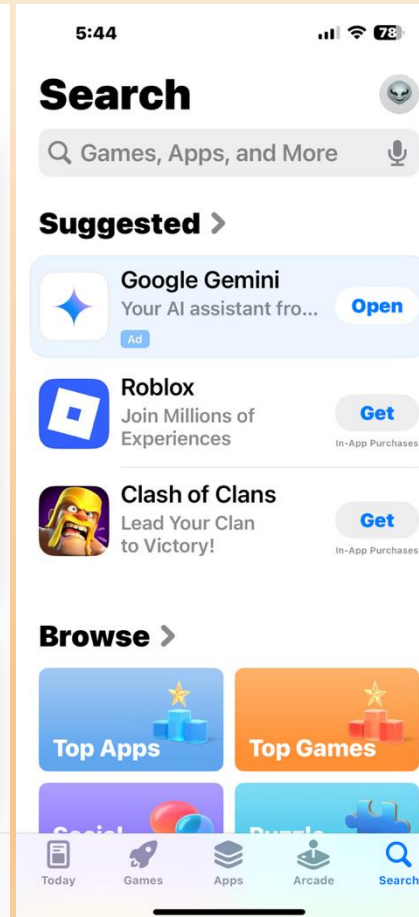 5:44
78
Search
Games, Apps, and More
Suggested
Google Gemini
Your AI assistant fro...
Ad
Open
Roblox
Join Millions of
Experiences
Get
In-App Purchases
Clash of Clans
Lead Your Clan
to Victory!
Get
In-App Purchases
Browse
Top Apps
Top Games
Social
Puzzle
Today
Games
Apps
Arcade
Search